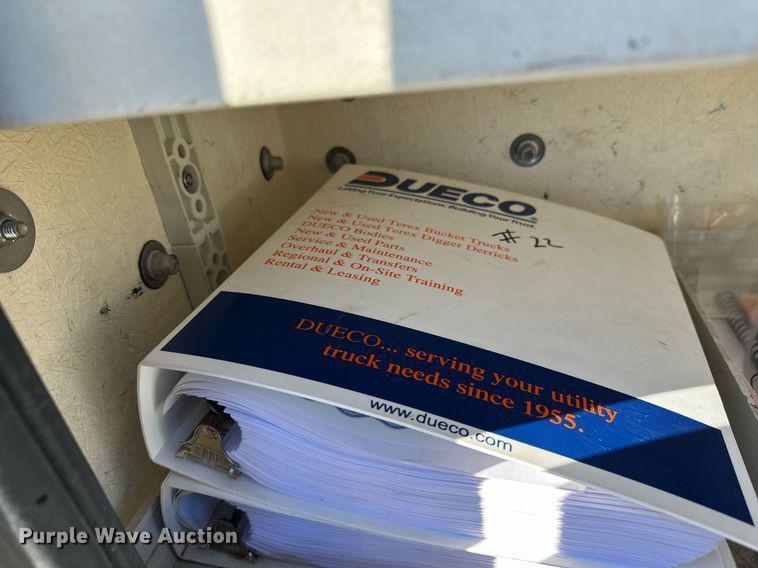 DUECO
Lifting Your Expectations. Building Your Trust.
New & Used Terex Bucket Trucks
New & Used Terex Digger Derricks
DUECO Bodies
New & Used Parts
Service & Maintenance
Overhaul & Transfers
Regional & On-Site Training
Rental & Leasing
# 22
DUECO... serving your utility
truck needs since 1955.
www.dueco.com
Purple Wave Auction